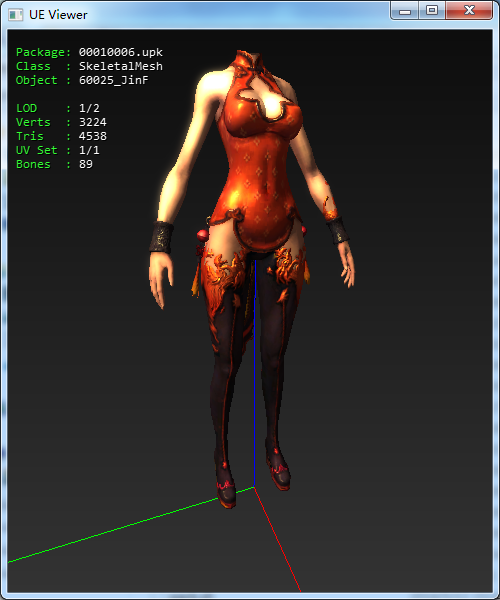 UE Viewer
Package: 00010006.upk
Class : SkeletalMesh
Object : 60025_JinF
LOD : 1/2
Verts : 3224
Tris : 4538
UV Set : 1/1
Bones : 89